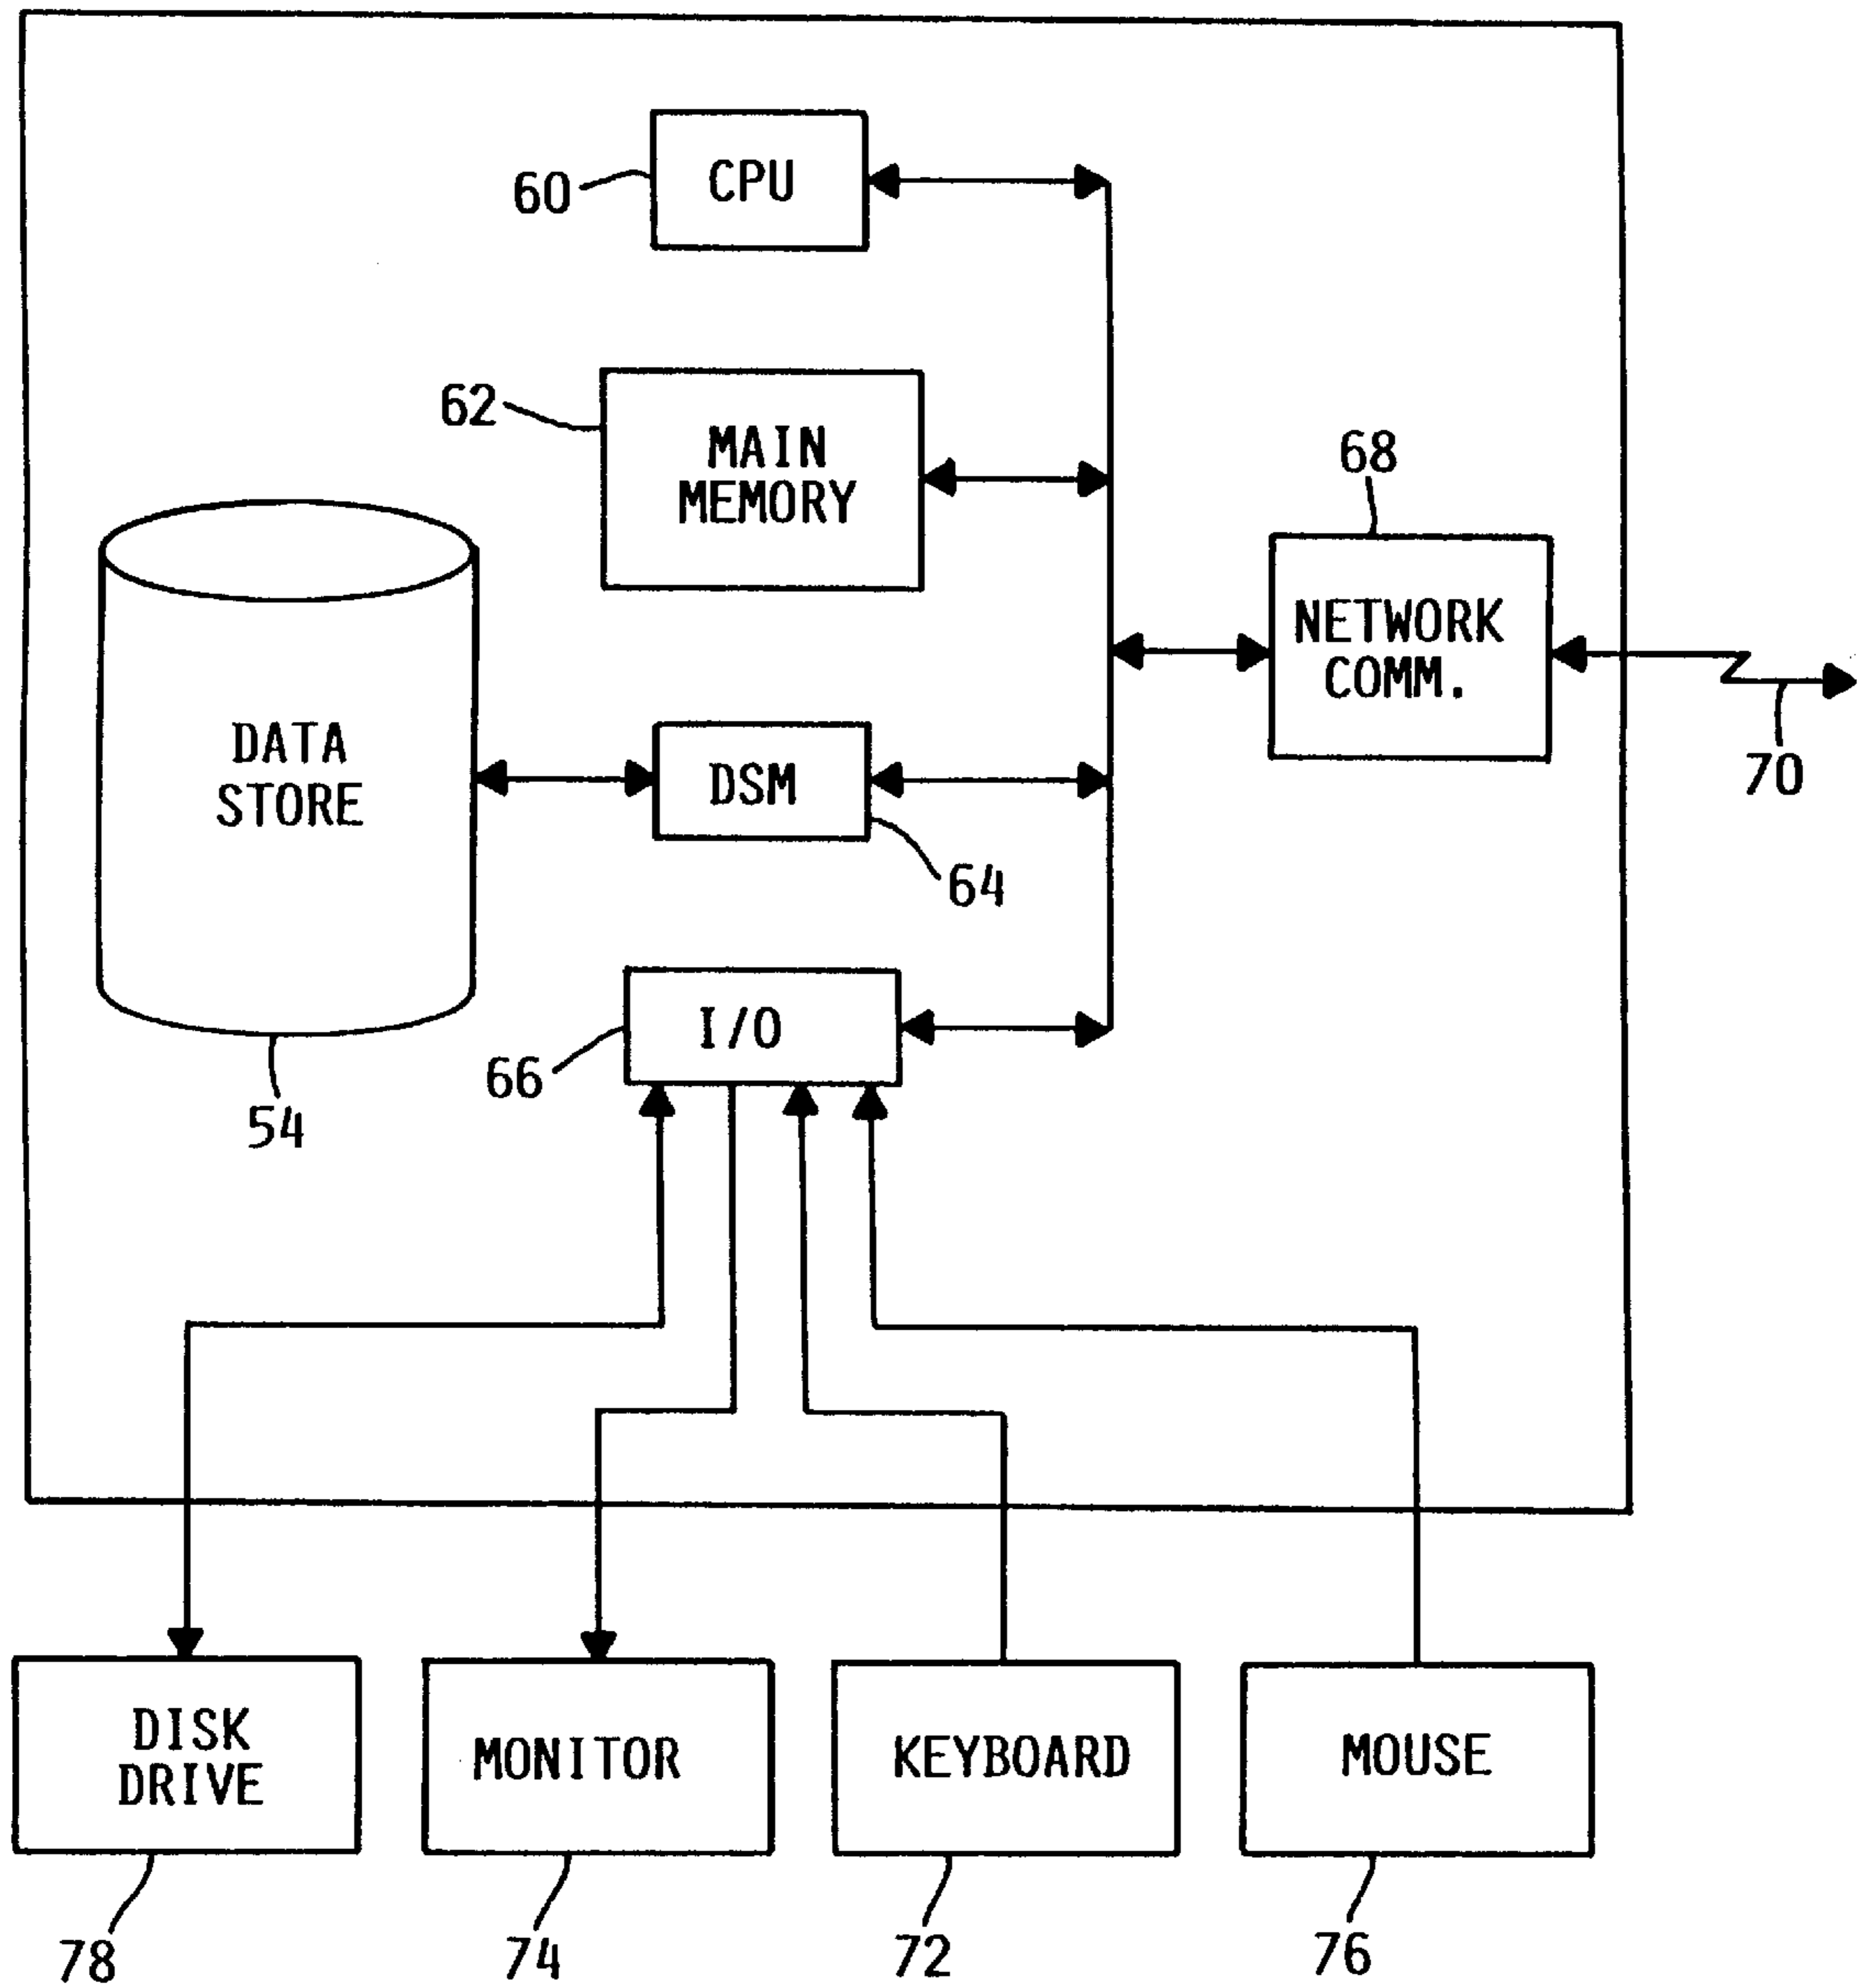 CPU
60
62
MAIN
MEMORY
68
NETWORK
COMM.
70
DATA
STORE
DSM
64
I/O
66
54
DISK
DRIVE
MONITOR
KEYBOARD
MOUSE
78
74
72
76